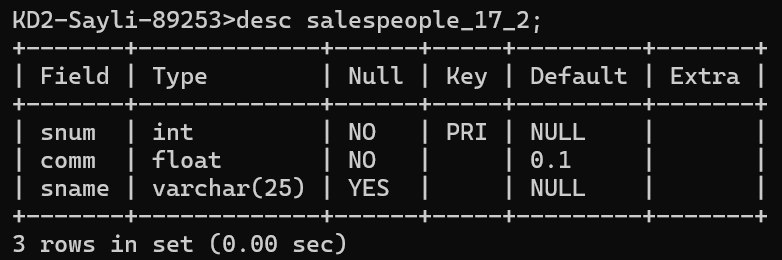 KD2-Sayli-89253>desc salespeople_17_2;
+-------+-------------+------+-----+---------+-------+
| Field | Type        | Null | Key | Default | Extra |
+-------+-------------+------+-----+---------+-------+
| snum  | int         | NO   | PRI | NULL    |       |
| comm  | float       | NO   |     | 0.1     |       |
| sname | varchar(25) | YES  |     | NULL    |       |
+-------+-------------+------+-----+---------+-------+
3 rows in set (0.00 sec)